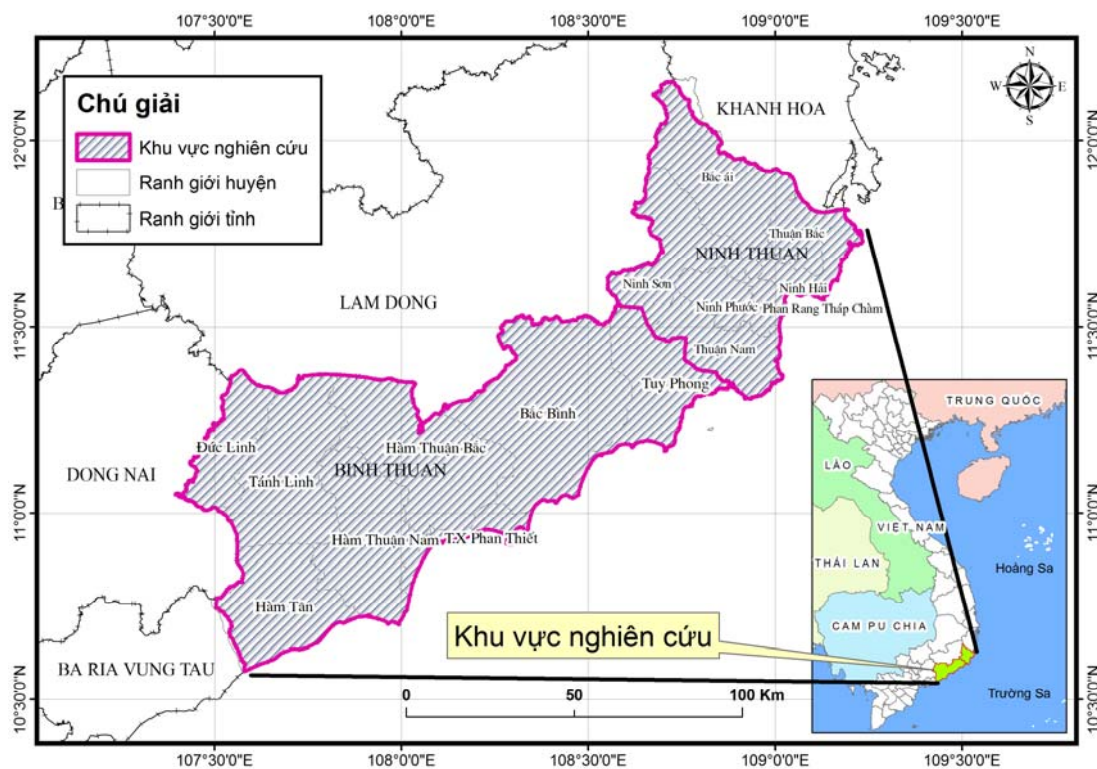 107°30'0"E
108°0'0"E
108°30'0"E
109°0'0"E
109°30'0"E
Chú giải
Khu vực nghiên cứu
Ranh giới huyện
Ranh giới tỉnh
N
W
E
S
KHANH HOA
12°0'0"N
12°0'0"N
Bác ái
Thuận Bắc
NINH THUAN
Ninh Sơn
Ninh Hải
Ninh Phước
Phan Rang Tháp Chàm
LAM DONG
11°30'0"N
11°30'0"N
Thuận Nam
Tuy Phong
Bắc Bình
Đức Linh
Hàm Thuận Bắc
BINH THUAN
Tánh Linh
DONG NAI
11°0'0"N
11°0'0"N
Hàm Thuận Nam
T.X Phan Thiết
Hàm Tân
BA RIA VUNG TAU
10°30'0"N
10°30'0"N
TRUNG QUỐC
LÀO
VIỆT NAM
THÁI LAN
Hoàng Sa
CAM PU CHIA
Trường Sa
Khu vực nghiên cứu
0
50
100 Km
107°30'0"E
108°0'0"E
108°30'0"E
109°0'0"E
109°30'0"E